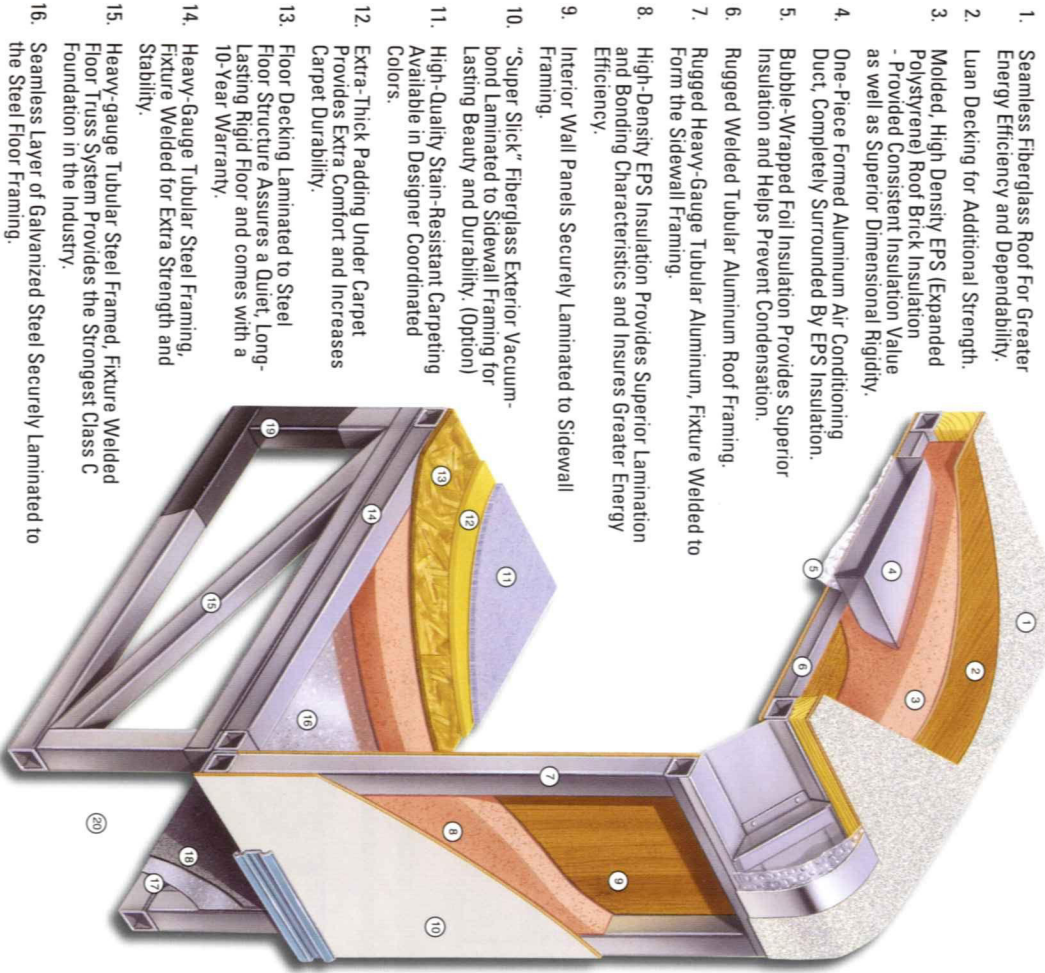 1. Seamless Fiberglass Roof For Greater
Energy Efficiency and Dependability.
2. Luan Decking for Additional Strength.
3. Molded, High Density EPS (Expanded
Polystyrene) Roof Brick Insulation
- Provided Consistent Insulation Value
as well as Superior Dimensional Rigidity.
4. One-Piece Formed Aluminum Air Conditioning
Duct, Completely Surrounded By EPS Insulation.
5. Bubble-Wrapped Foil Insulation Provides Superior
Insulation and Helps Prevent Condensation.
6. Rugged Welded Tubular Aluminum Roof Framing.
7. Rugged Heavy-Gauge Tubular Aluminum, Fixture Welded to
Form the Sidewall Framing.
8. High-Density EPS Insulation Provides Superior Lamination
and Bonding Characteristics and Insures Greater Energy
Efficiency.
9. Interior Wall Panels Securely Laminated to Sidewall
Framing.
10. "Super Slick" Fiberglass Exterior Vacuum-
bond Laminated to Sidewall Framing for
Lasting Beauty and Durability. (Option)
11. High-Quality Stain-Resistant Carpeting
Available in Designer Coordinated
Colors.
12. Extra-Thick Padding Under Carpet
Provides Extra Comfort and Increases
Carpet Durability.
13. Floor Decking Laminated to Steel
Floor Structure Assures a Quiet, Long-
Lasting Rigid Floor and comes with a
10-Year Warranty.
14. Heavy-Gauge Tubular Steel Framing,
Fixture Welded for Extra Strength and
Stability.
15. Heavy-gauge Tubular Steel Framed, Fixture Welded
Floor Truss System Provides the Strongest Class C
Foundation in the Industry.
16. Seamless Layer of Galvanized Steel Securely Laminated to
the Steel Floor Framing.
1
2
3
4
5
6
7
8
9
10
11
12
13
14
15
16
17
18
19
20